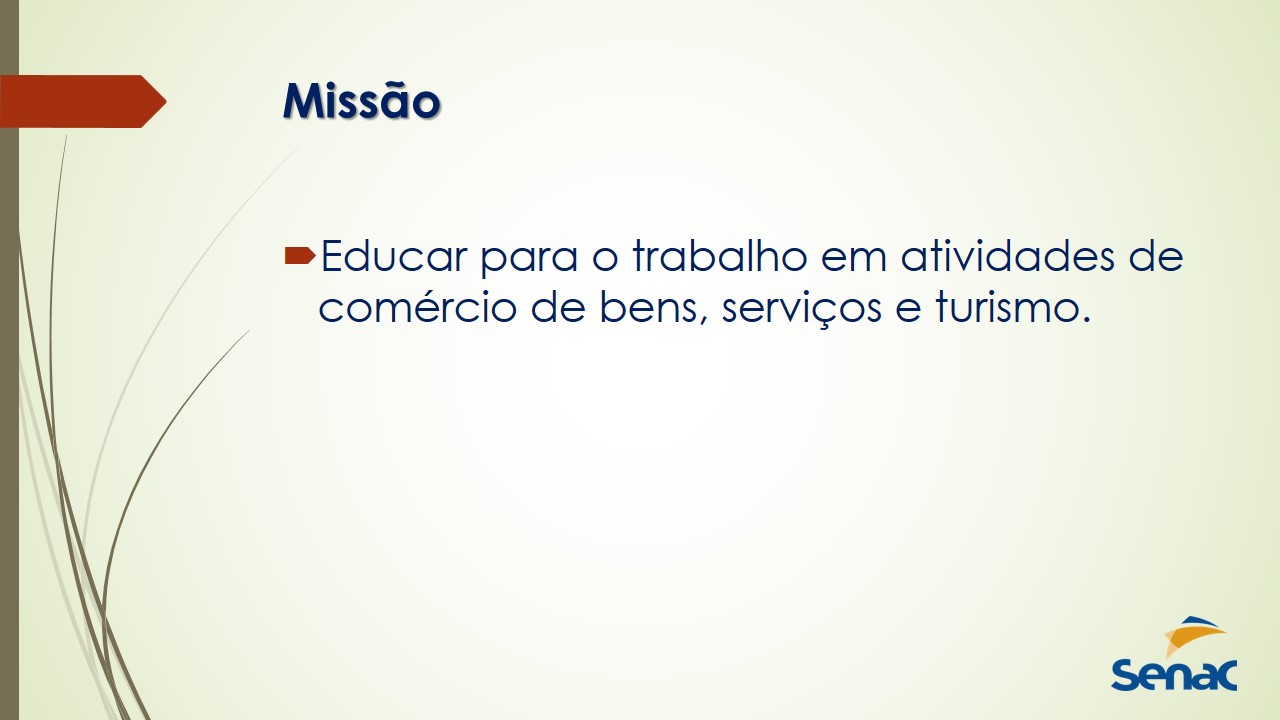 Missão
Educar para o trabalho em atividades de
comércio de bens, serviços e turismo.
Senac